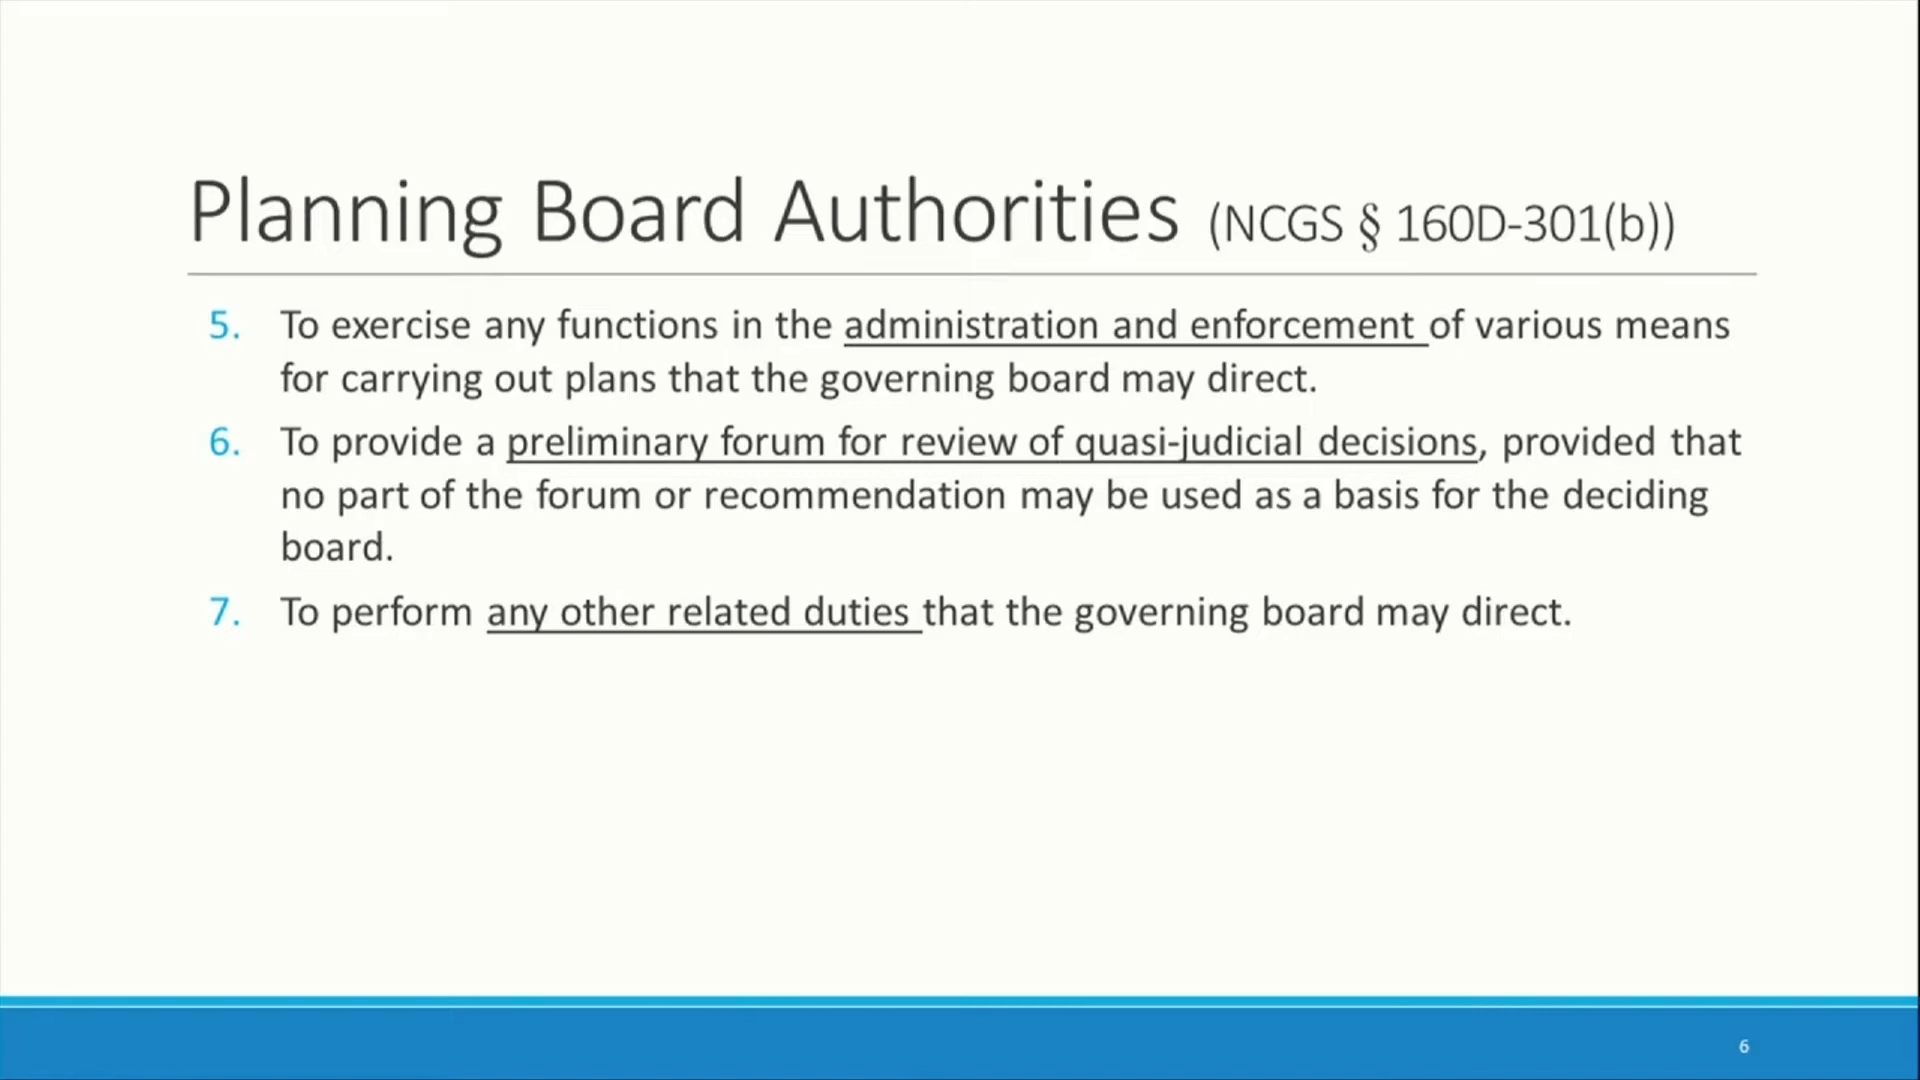 Planning Board Authorities (NCGS § 160D-301(b))
5. To exercise any functions in the administration and enforcement of various means
for carrying out plans that the governing board may direct.
6. To provide a preliminary forum for review of quasi-judicial decisions, provided that
no part of the forum or recommendation may be used as a basis for the deciding
board.
7. To perform any other related duties that the governing board may direct.
6